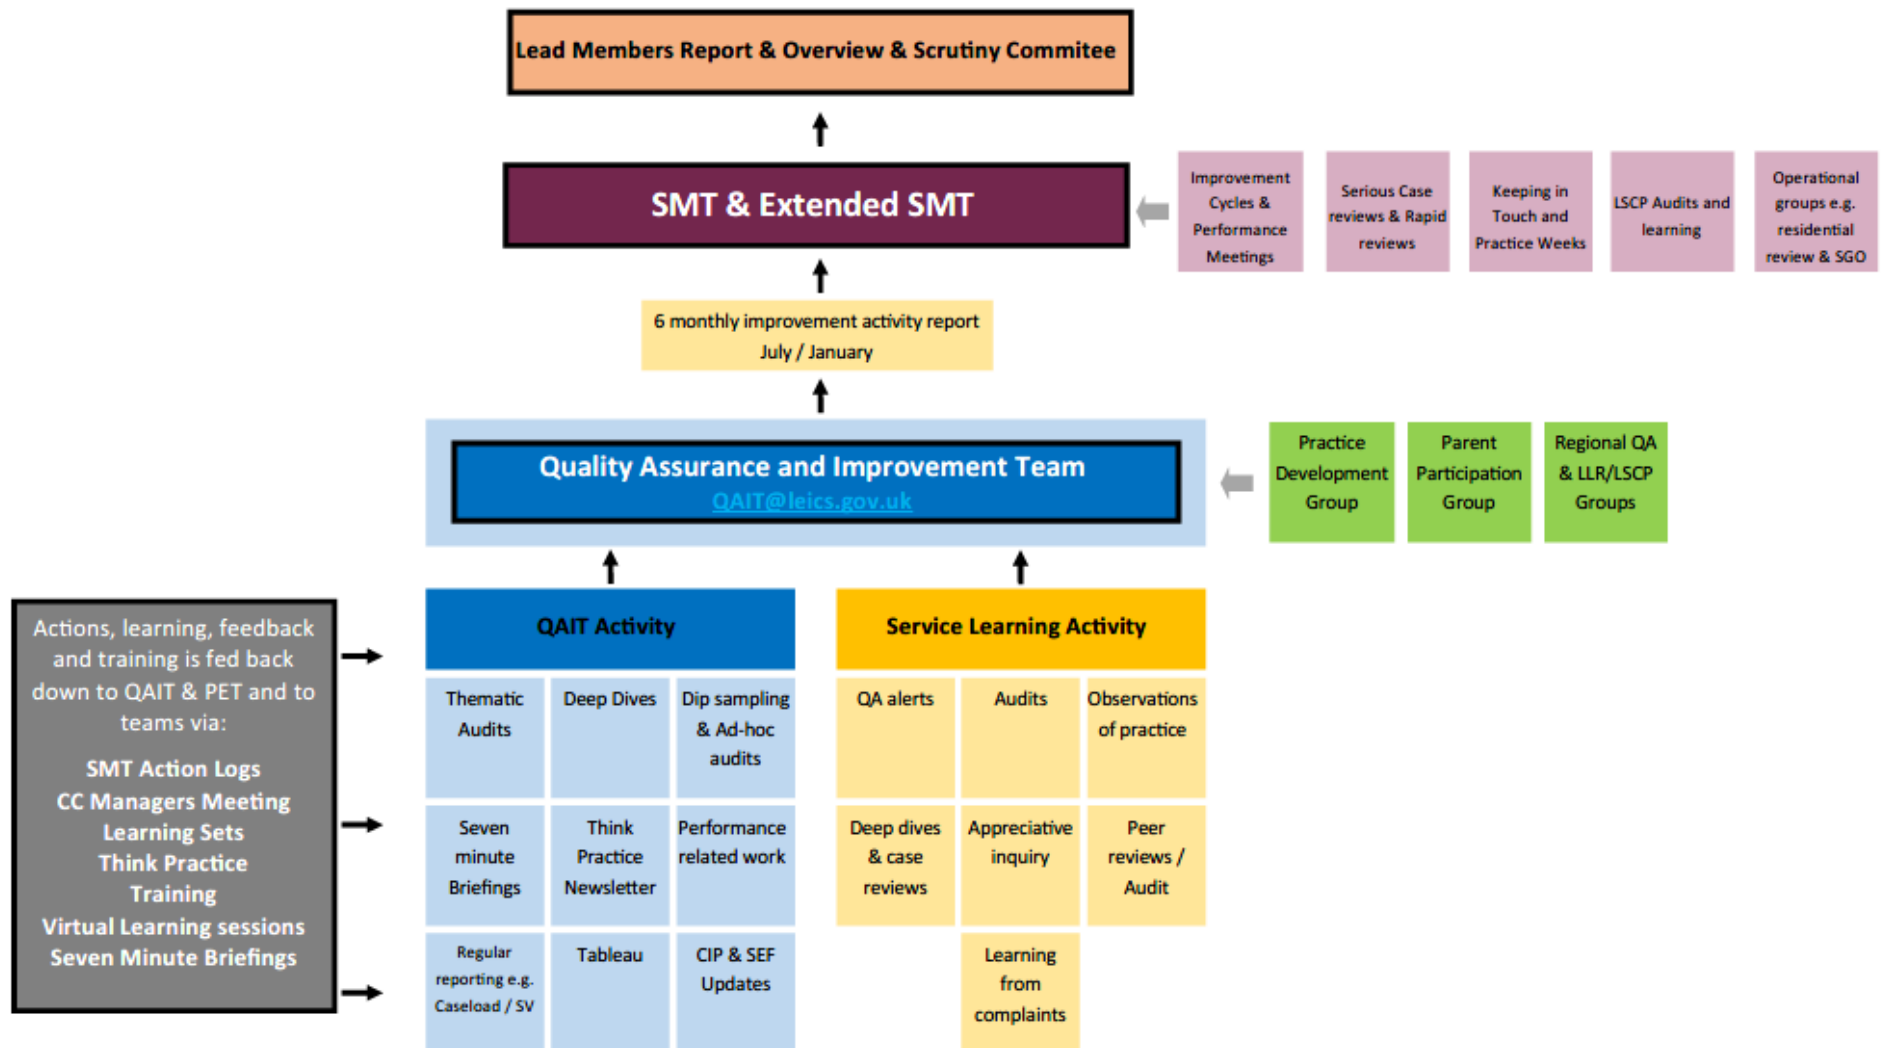 Lead Members Report & Overview & Scrutiny Commitee
SMT & Extended SMT
Improvement
Cycles &
Performance
Meetings
Serious Case
reviews & Rapid
reviews
Keeping in
Touch and
Practice Weeks
LSCP Audits and
learning
Operational
groups e.g.
residential
review & SGO
6 monthly improvement activity report
July / January
Quality Assurance and Improvement Team
QAIT@leics.gov.uk
Practice
Development
Group
Parent
Participation
Group
Regional QA
& LLR/LSCP
Groups
Actions, learning, feedback
and training is fed back
down to QAIT & PET and to
teams via:
SMT Action Logs
CC Managers Meeting
Learning Sets
Think Practice
Training
Virtual Learning sessions
Seven Minute Briefings
QAIT Activity
Thematic
Audits
Deep Dives
Dip sampling
& Ad-hoc
audits
Seven
minute
Briefings
Think
Practice
Newsletter
Performance
related work
Regular
reporting e.g.
Caseload / SV
Tableau
CIP & SEF
Updates
Service Learning Activity
QA alerts
Audits
Observations
of practice
Deep dives
& case
reviews
Appreciative
inquiry
Peer
reviews /
Audit
Learning
from
complaints